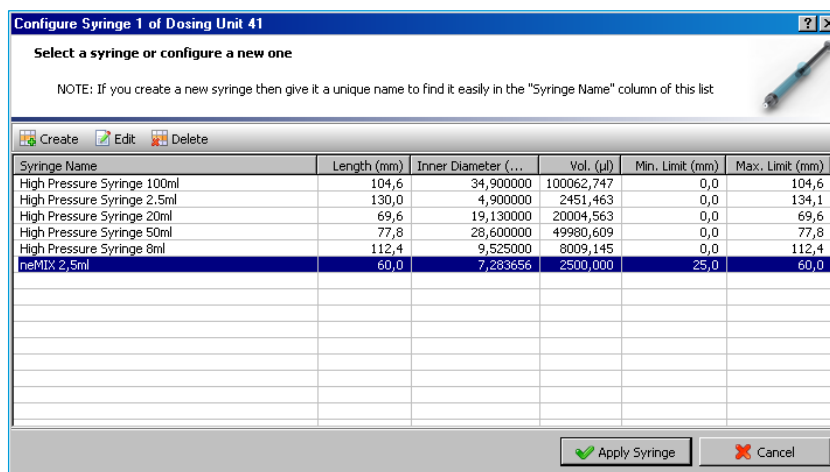 Configure Syringe 1 of Dosing Unit 41
Select a syringe or configure a new one
NOTE: If you create a new syringe then give it a unique name to find it easily in the "Syringe Name" column of this list
Create Edit Delete
Syringe Name Length (mm) Inner Diameter (... Vol. (µl) Min. Limit (mm) Max. Limit (mm)
High Pressure Syringe 100ml 104,6 34,900000 100062,747 0,0 104,6
High Pressure Syringe 2.5ml 130,0 4,900000 2451,463 0,0 134,1
High Pressure Syringe 20ml 69,6 19,130000 20004,563 0,0 69,6
High Pressure Syringe 50ml 77,8 28,600000 49980,609 0,0 77,8
High Pressure Syringe 8ml 112,4 9,525000 8009,145 0,0 112,4
neMIX 2,5ml 60,0 7,283656 2500,000 25,0 60,0
Apply Syringe Cancel